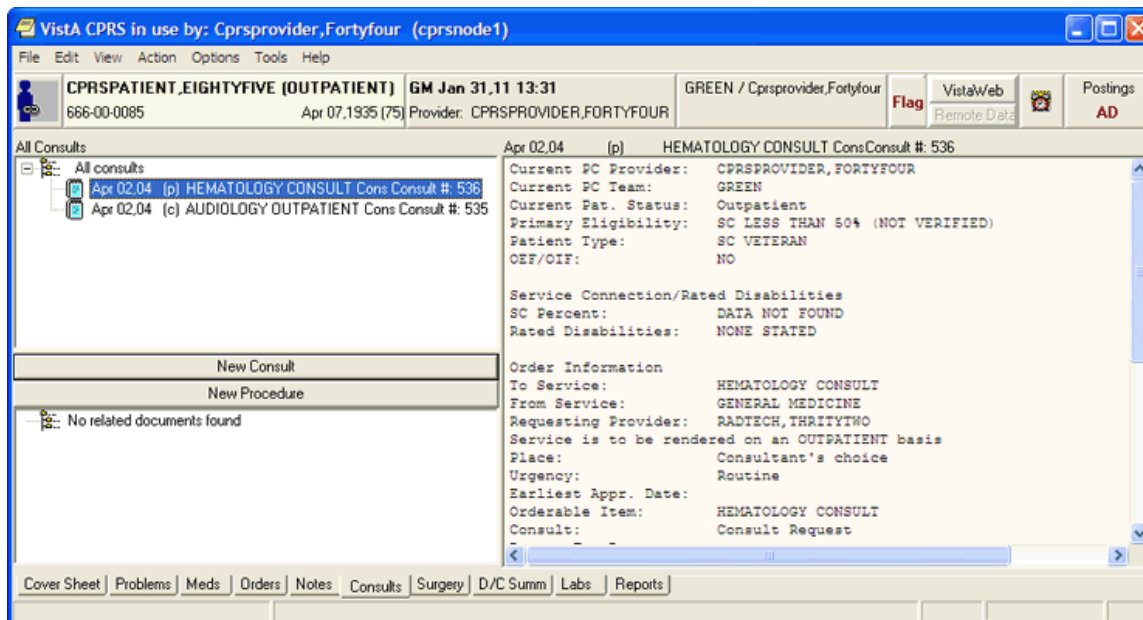 VistA CPRS in use by: Cprsprovider,Fortyfour (cprsnode1)
File Edit View Action Options Tools Help
CPRSPATIENT,EIGHTYFIVE (OUTPATIENT) GM Jan 31,11 13:31 GREEN / Cprsprovider,Fortyfour Flag VistaWeb Postings
666-00-0085 Apr 07,1935 (75) Provider: CPRSPROVIDER,FORTYFOUR Remote Data AD
All Consults
All consults
Apr 02,04 (p) HEMATOLOGY CONSULT Cons Consult #: 536
Apr 02,04 (c) AUDIOLOGY OUTPATIENT Cons Consult #: 535
New Consult
New Procedure
No related documents found
Apr 02,04 (p) HEMATOLOGY CONSULT ConsConsult #: 536
Current PC Provider: CPRSPROVIDER,FORTYFOUR
Current PC Team: GREEN
Current Pat. Status: Outpatient
Primary Eligibility: SC LESS THAN 50% (NOT VERIFIED)
Patient Type: SC VETERAN
OEF/OIF: NO
Service Connection/Rated Disabilities
SC Percent: DATA NOT FOUND
Rated Disabilities: NONE STATED
Order Information
To Service: HEMATOLOGY CONSULT
From Service: GENERAL MEDICINE
Requesting Provider: RADTECH,THRITYTWO
Service is to be rendered on an OUTPATIENT basis
Place: Consultant's choice
Urgency: Routine
Earliest Appr. Date:
Orderable Item: HEMATOLOGY CONSULT
Consult: Consult Request
Cover Sheet Problems Meds Orders Notes Consults Surgery D/C Summ Labs Reports